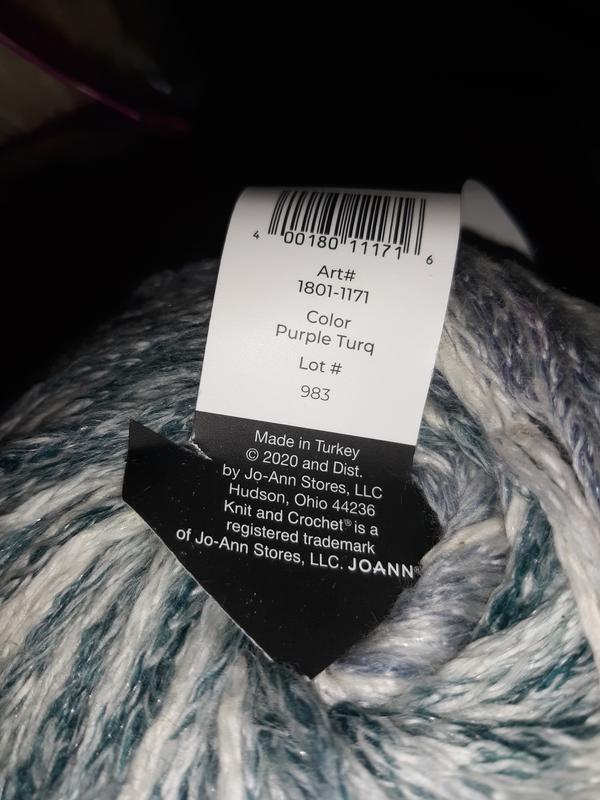 4 00180 11171 6
Art#
1801-1171
Color
Purple Turq
Lot #
983
Made in Turkey
© 2020 and Dist.
by Jo-Ann Stores, LLC
Hudson, Ohio 44236
Knit and Crochet® is a
registered trademark
of Jo-Ann Stores, LLC. JOANN®